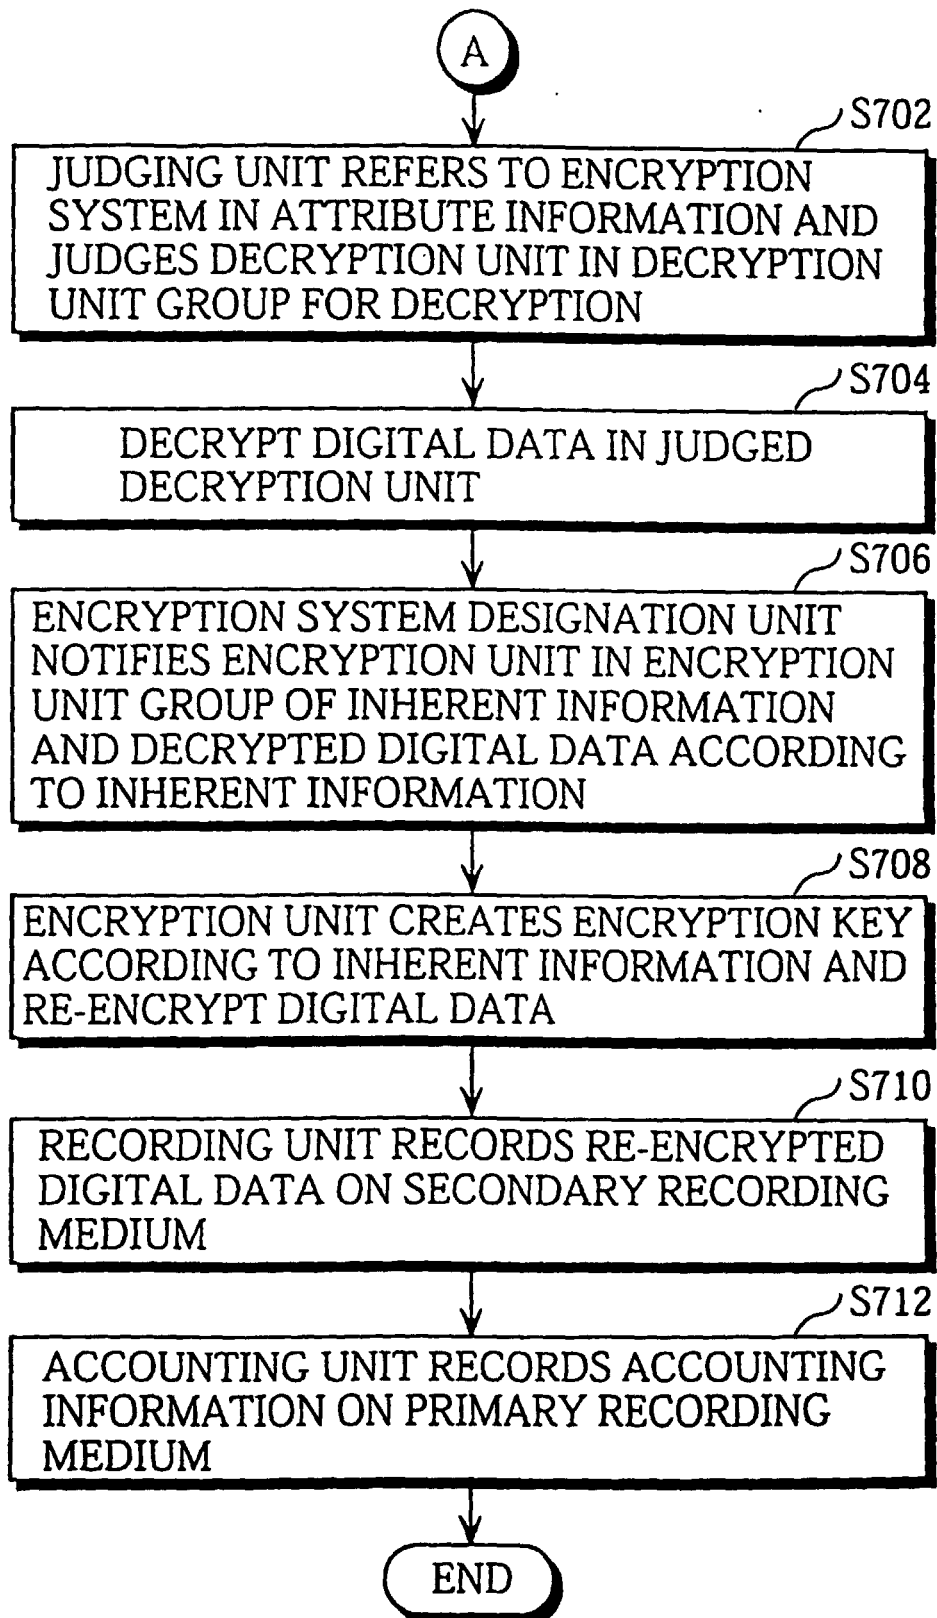 A
S702
JUDGING UNIT REFERS TO ENCRYPTION
SYSTEM IN ATTRIBUTE INFORMATION AND
JUDGES DECRYPTION UNIT IN DECRYPTION
UNIT GROUP FOR DECRYPTION
S704
DECRYPT DIGITAL DATA IN JUDGED
DECRYPTION UNIT
S706
ENCRYPTION SYSTEM DESIGNATION UNIT
NOTIFIES ENCRYPTION UNIT IN ENCRYPTION
UNIT GROUP OF INHERENT INFORMATION
AND DECRYPTED DIGITAL DATA ACCORDING
TO INHERENT INFORMATION
S708
ENCRYPTION UNIT CREATES ENCRYPTION KEY
ACCORDING TO INHERENT INFORMATION AND
RE-ENCRYPT DIGITAL DATA
S710
RECORDING UNIT RECORDS RE-ENCRYPTED
DIGITAL DATA ON SECONDARY RECORDING
MEDIUM
S712
ACCOUNTING UNIT RECORDS ACCOUNTING
INFORMATION ON PRIMARY RECORDING
MEDIUM
END